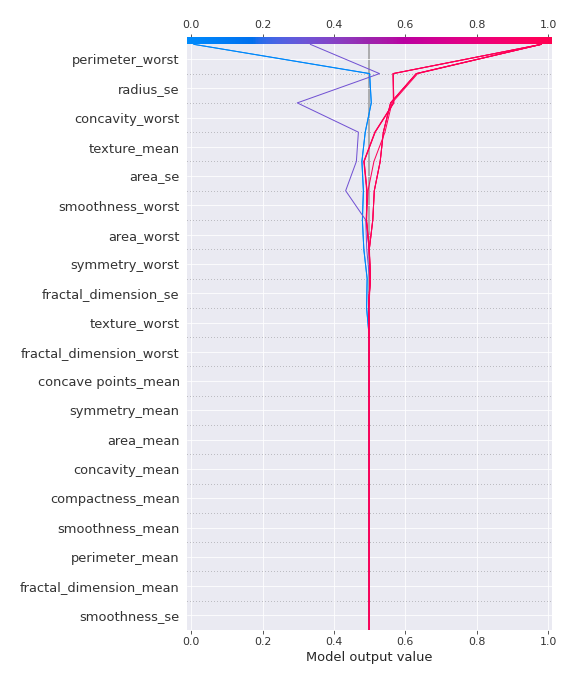 0.0 0.2 0.4 0.6 0.8 1.0
perimeter_worst
radius_se
concavity_worst
texture_mean
area_se
smoothness_worst
area_worst
symmetry_worst
fractal_dimension_se
texture_worst
fractal_dimension_worst
concave points_mean
symmetry_mean
area_mean
concavity_mean
compactness_mean
smoothness_mean
perimeter_mean
fractal_dimension_mean
smoothness_se
0.0 0.2 0.4 0.6 0.8 1.0
Model output value